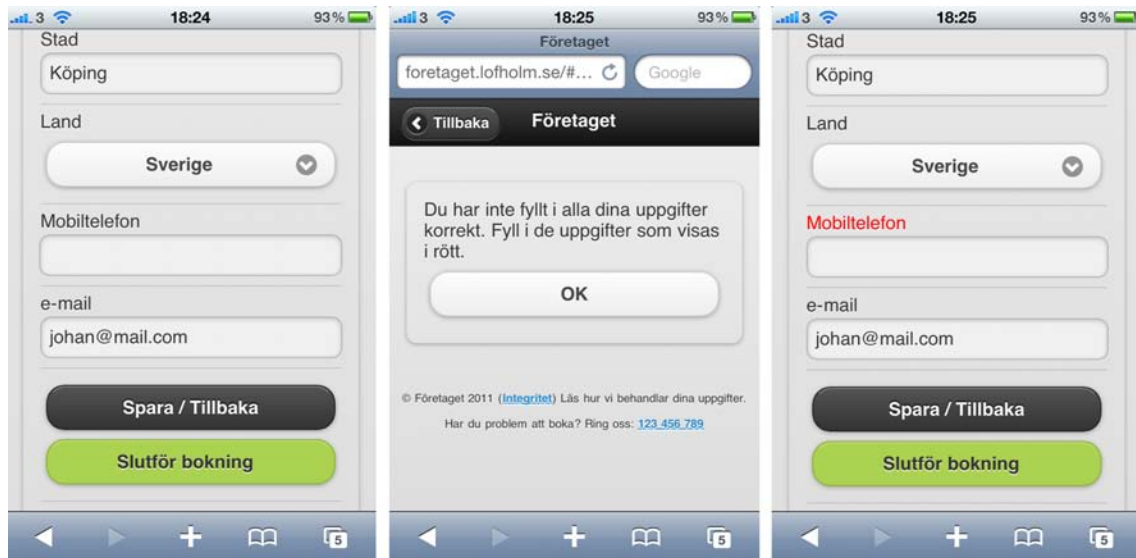 3 18:24 93%
Stad
Köping
Land
Sverige
Mobiltelefon
e-mail
johan@mail.com
Spara / Tillbaka
Slutför bokning
5
3 18:25 93%
Företaget
foretaget.lofholm.se/#... Google
Tillbaka Företaget
Du har inte fyllt i alla dina uppgifter
korrekt. Fyll i de uppgifter som visas
i rött.
OK
© Företaget 2011 (Integritet) Läs hur vi behandlar dina uppgifter.
Har du problem att boka? Ring oss: 123 456 789
5
3 18:25 93%
Stad
Köping
Land
Sverige
Mobiltelefon
e-mail
johan@mail.com
Spara / Tillbaka
Slutför bokning
5